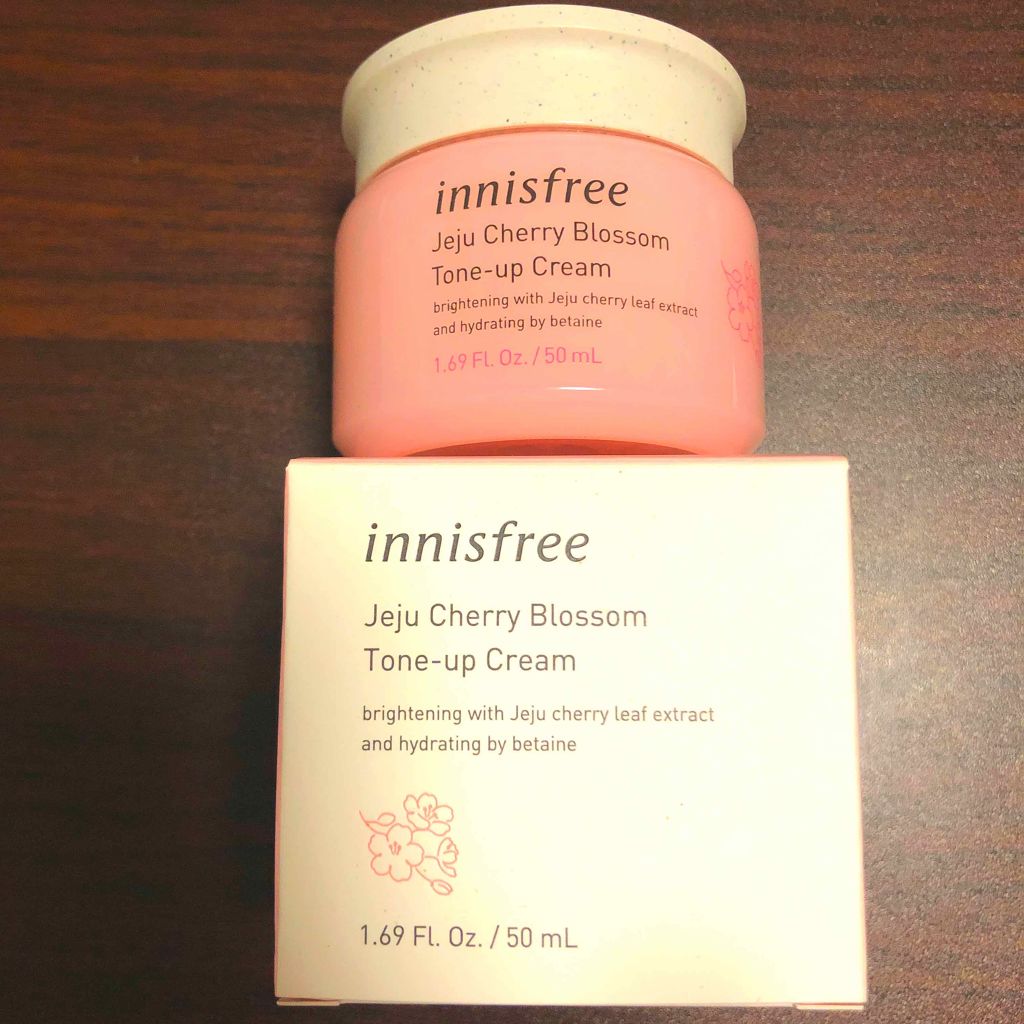 innisfree
Jeju Cherry Blossom
Tone-up Cream
brightening with Jeju cherry leaf extract
and hydrating by betaine
1.69 Fl. Oz. / 50 mL
innisfree
Jeju Cherry Blossom
Tone-up Cream
brightening with Jeju cherry leaf extract
and hydrating by betaine
1.69 Fl. Oz. / 50 mL